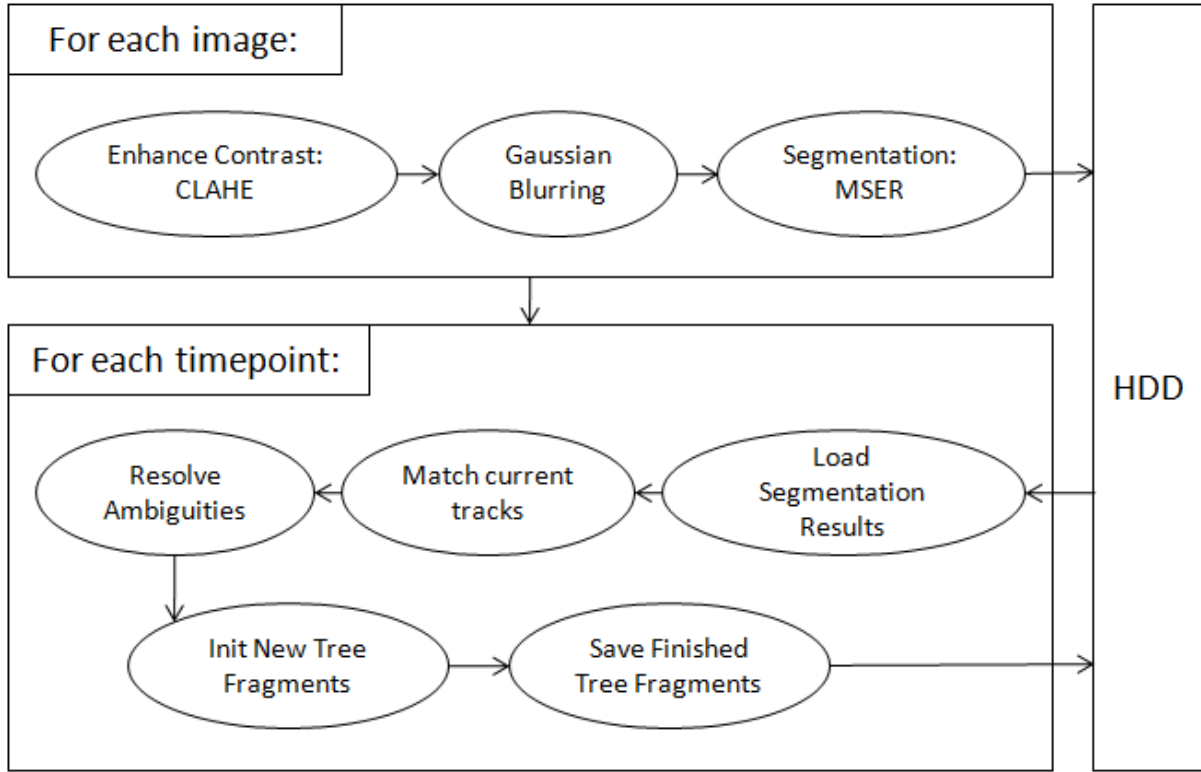 For each image:
Enhance Contrast:
CLAHE
Gaussian
Blurring
Segmentation:
MSER
For each timepoint:
HDD
Resolve
Ambiguities
Match current
tracks
Load
Segmentation
Results
Init New Tree
Fragments
Save Finished
Tree Fragments